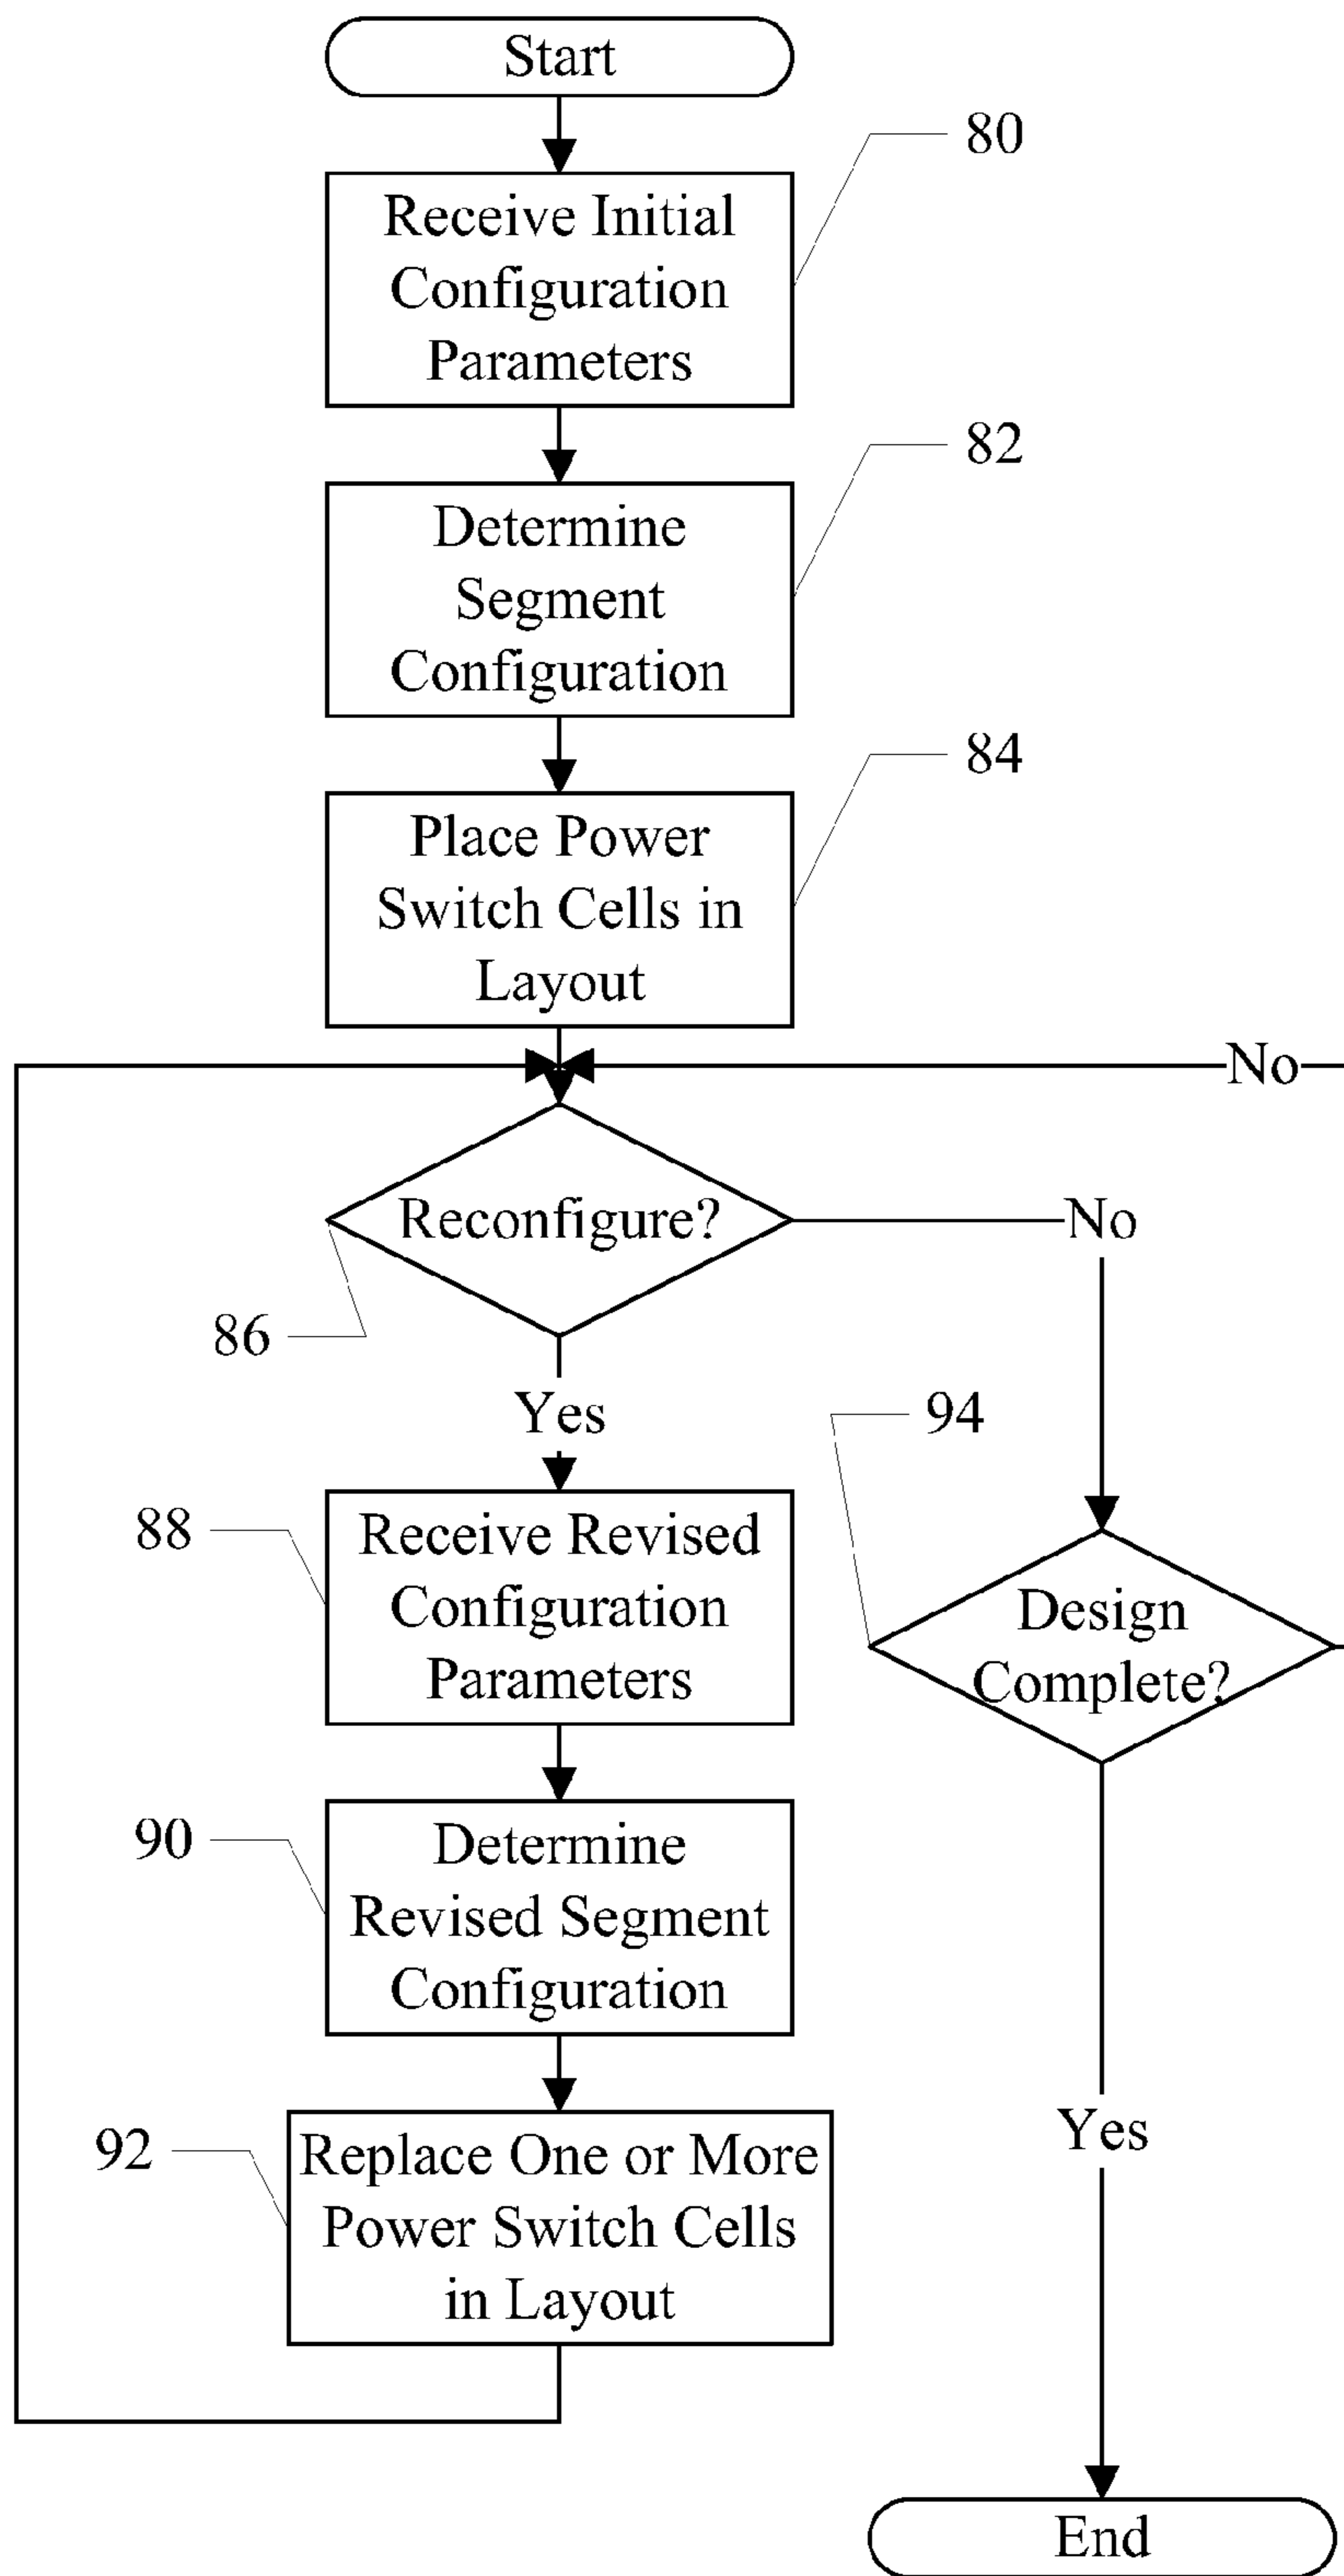 Start
80
Receive Initial
Configuration
Parameters
82
Determine
Segment
Configuration
84
Place Power
Switch Cells in
Layout
No
Reconfigure?
No
86
Yes
94
88
Receive Revised
Configuration
Parameters
Design
Complete?
90
Determine
Revised Segment
Configuration
92
Replace One or More
Power Switch Cells
in Layout
Yes
End